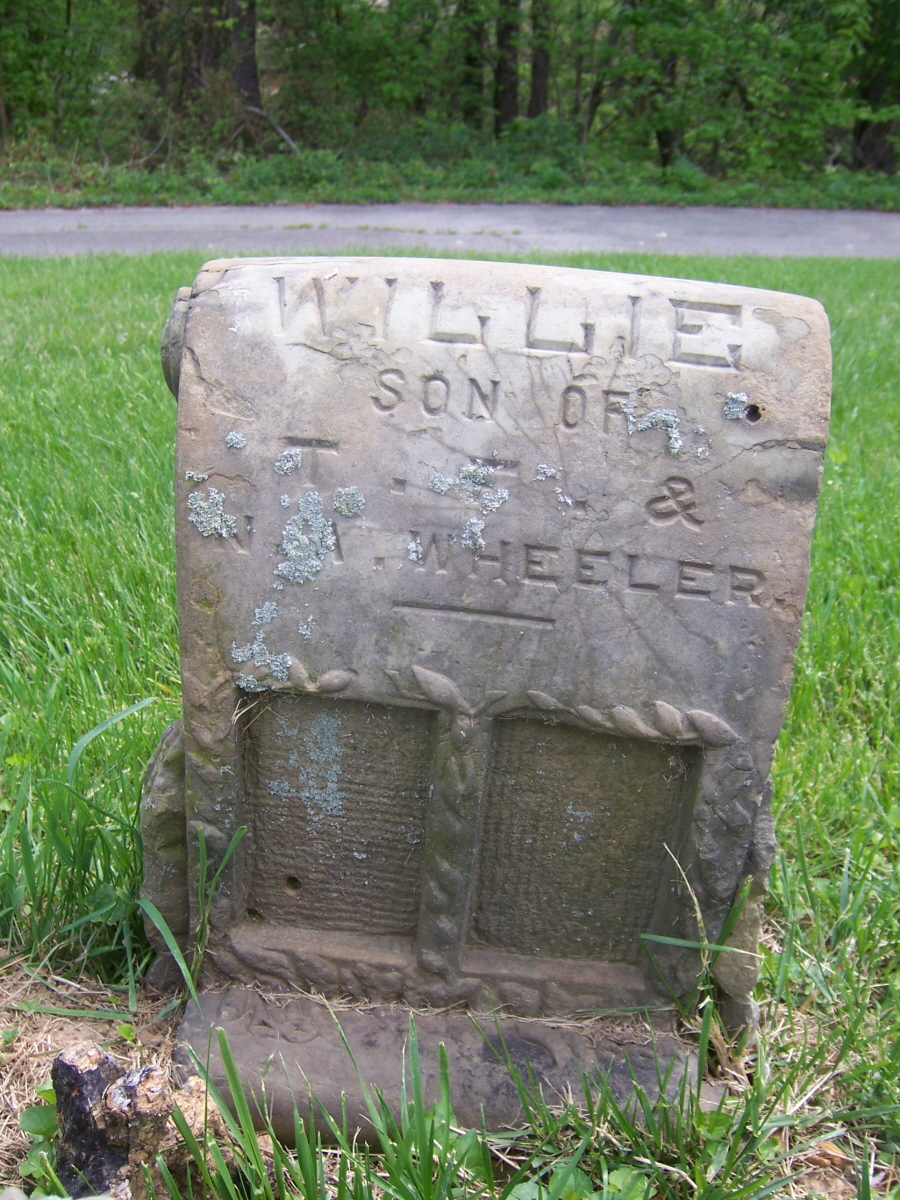 WILLIE
SON OF
T. F. &
WHEELER.